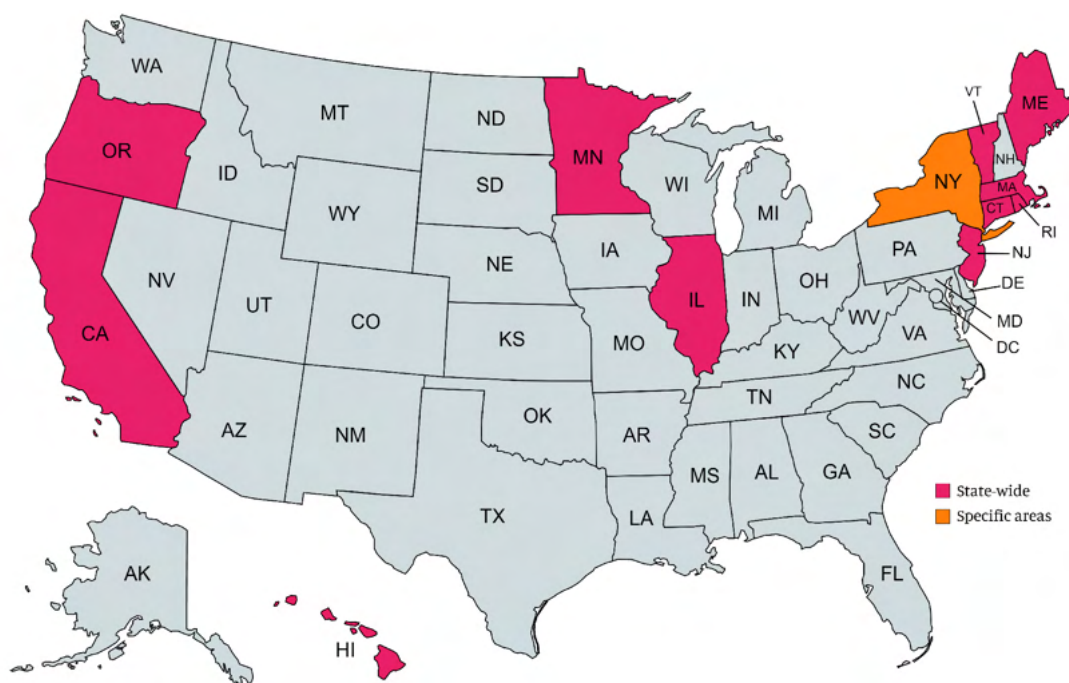 WA
MT
ND
VT
ME
OR
ID
MN
NH
SD
WI
NY
MA
WY
MI
CT
RI
IA
PA
NJ
NE
NV
OH
DE
UT
IL
IN
CA
CO
WV
MD
KS
MO
VA
DC
KY
NC
TN
OK
AZ
NM
AR
SC
MS
AL
GA
State-wide
TX
LA
Specific areas
AK
FL
HI